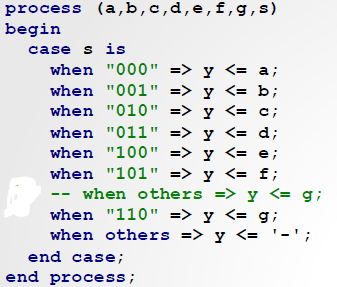 process (a,b,c,d,e,f,g,s)
begin
case s is
when "000" => y <= a;
when "001" => y <= b;
when "010" => y <= c;
when "011" => y <= d;
when "100" => y <= e;
when "101" => y <= f;
-- when others => y <= g;
when "110" => y <= g;
when others => y <= '-';
end case;
end process;